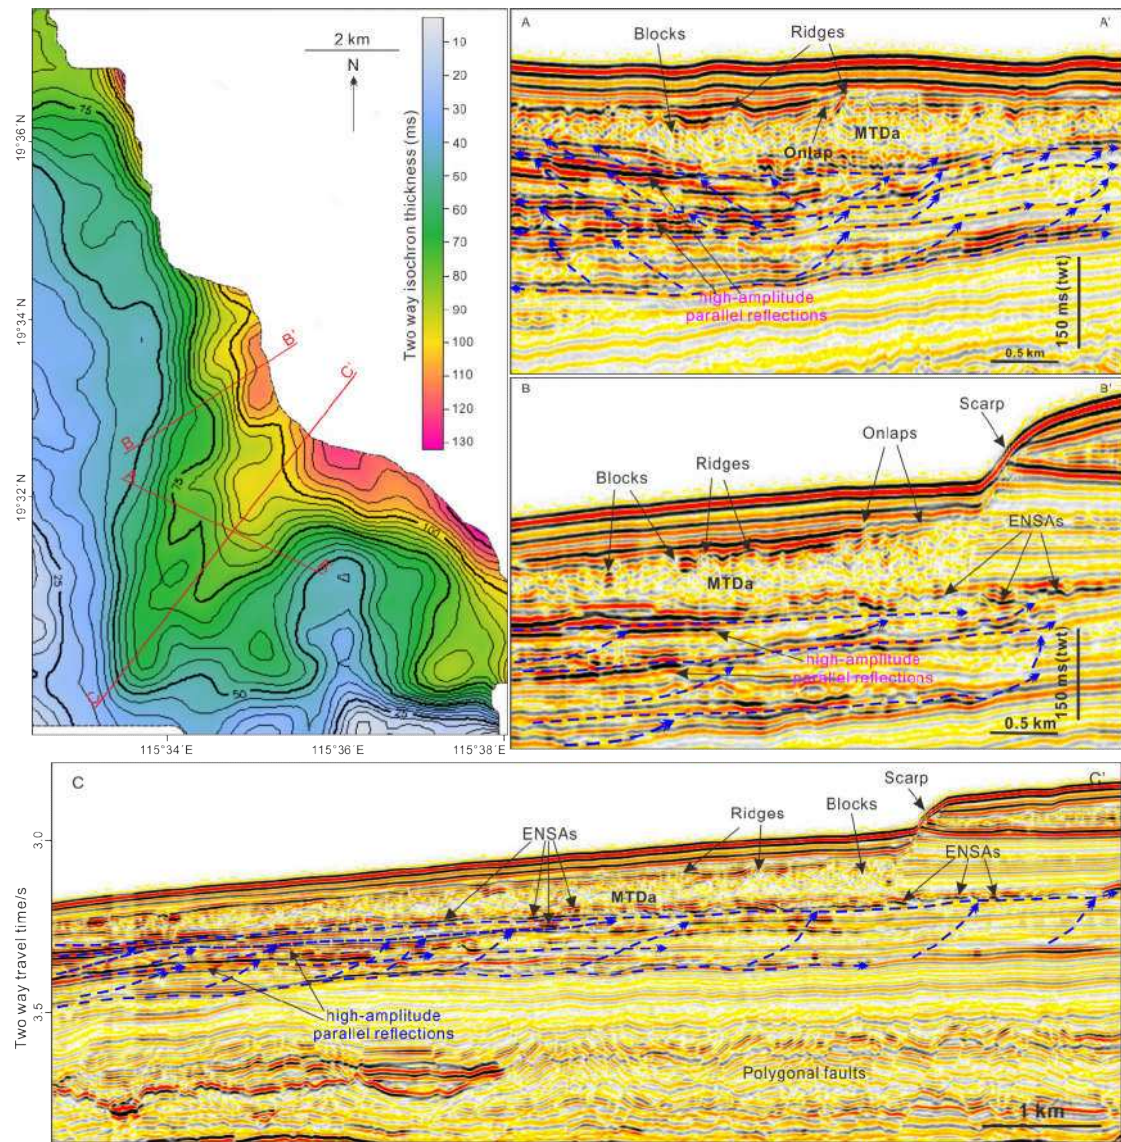 2 km
N
10
20
30
40
50
60
70
80
90
100
110
120
130
Two way isochron thickness (ms)
75
75
100
25
50
25
B
B'
A
A'
C
C'
19°36′N
19°34′N
19°32′N
115°34′E
115°36′E
115°38′E
A
A'
Blocks
Ridges
MTDa
Onlap
high-amplitude
parallel reflections
150 ms(twt)
0.5 km
B
B'
Scarp
Onlaps
Blocks
Ridges
ENSAs
MTDa
high-amplitude
parallel reflections
150 ms(twt)
0.5 km
C
C'
Scarp
Blocks
Ridges
ENSAs
ENSAs
MTDa
3.0
3.5
Two way travel time/s
high-amplitude
parallel reflections
Polygonal faults
1 km